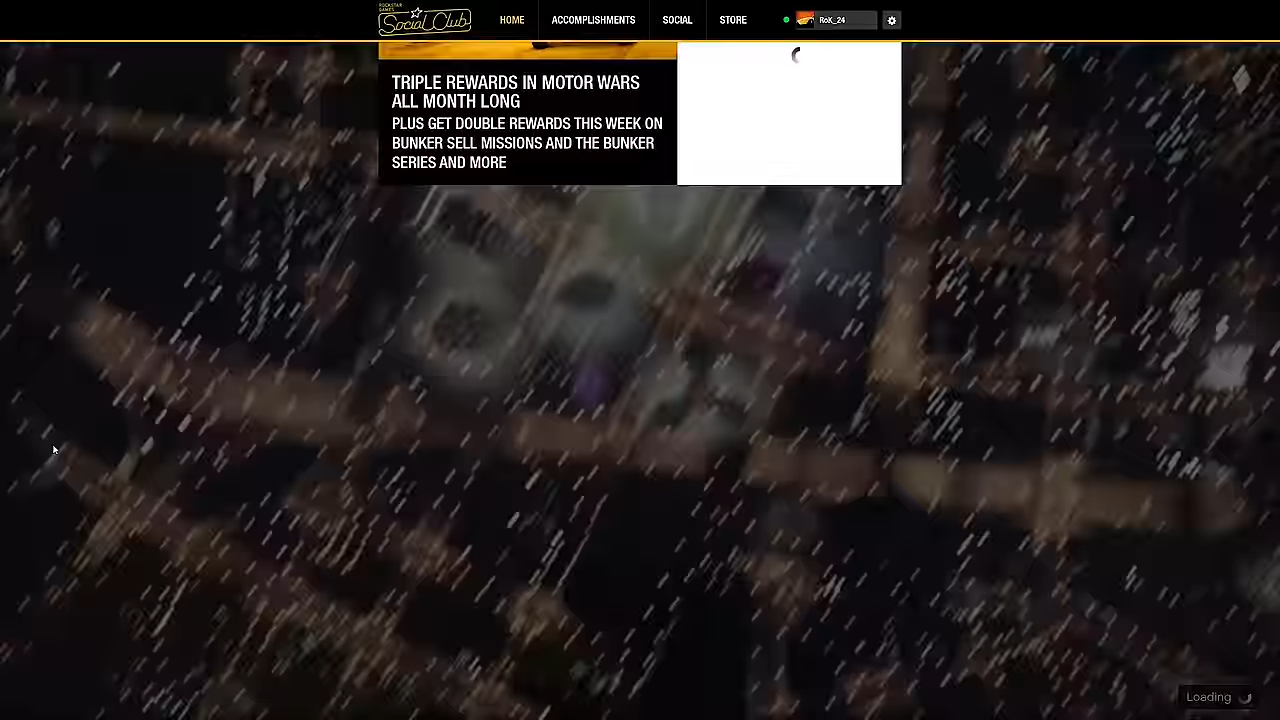 ROCKSTAR
GAMES
Social Club
HOME
ACCOMPLISHMENTS
SOCIAL
STORE
RoK_24
TRIPLE REWARDS IN MOTOR WARS
ALL MONTH LONG
PLUS GET DOUBLE REWARDS THIS WEEK ON
BUNKER SELL MISSIONS AND THE BUNKER
SERIES AND MORE
Loading